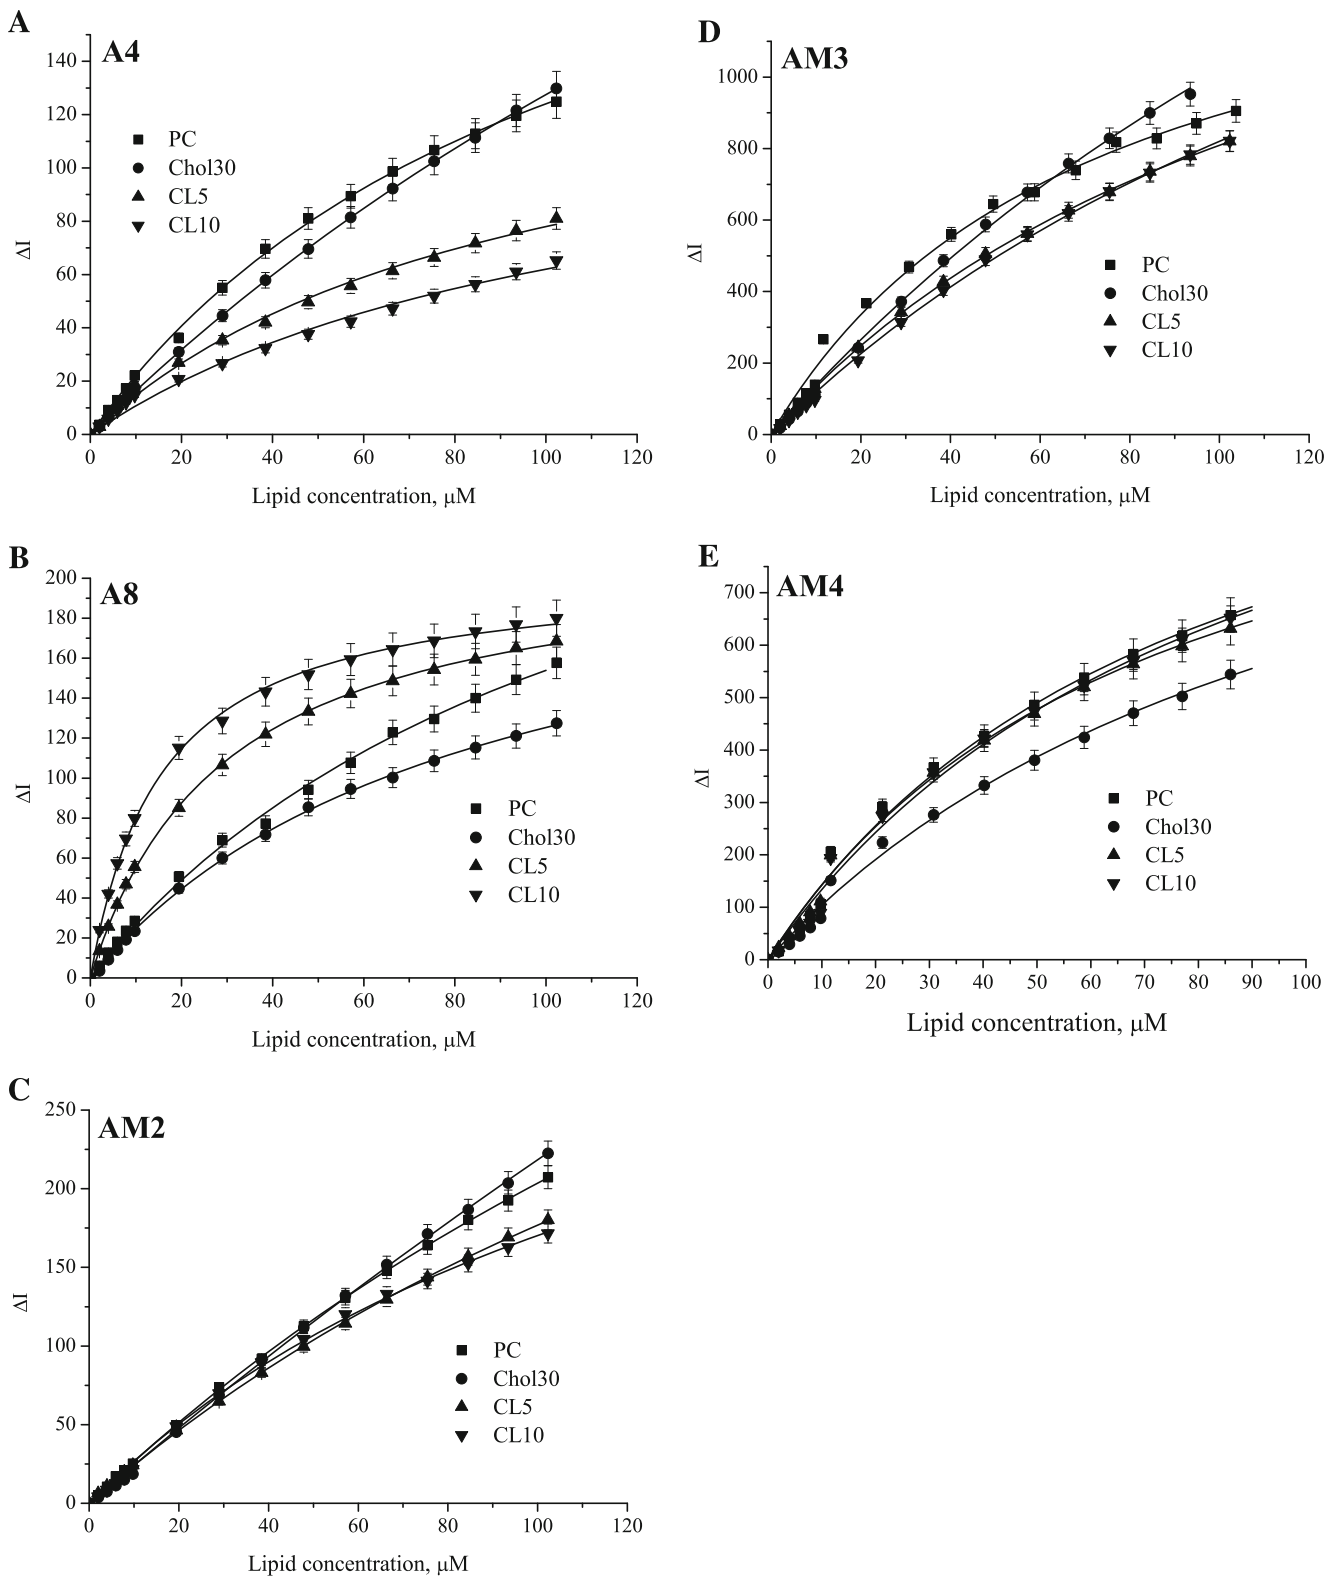 A
A4
140
120
100
80
60
40
20
0
ΔI
PC
Chol30
CL5
CL10
0 20 40 60 80 100 120
Lipid concentration, μM
B
A8
200
180
160
140
120
100
80
60
40
20
0
ΔI
PC
Chol30
CL5
CL10
0 20 40 60 80 100 120
Lipid concentration, μM
C
AM2
250
200
150
100
50
0
ΔI
PC
Chol30
CL5
CL10
0 20 40 60 80 100 120
Lipid concentration, μM
D
AM3
1000
800
600
400
200
0
ΔI
PC
Chol30
CL5
CL10
0 20 40 60 80 100 120
Lipid concentration, μM
E
AM4
700
600
500
400
300
200
100
0
ΔI
PC
Chol30
CL5
CL10
0 10 20 30 40 50 60 70 80 90 100
Lipid concentration, μM